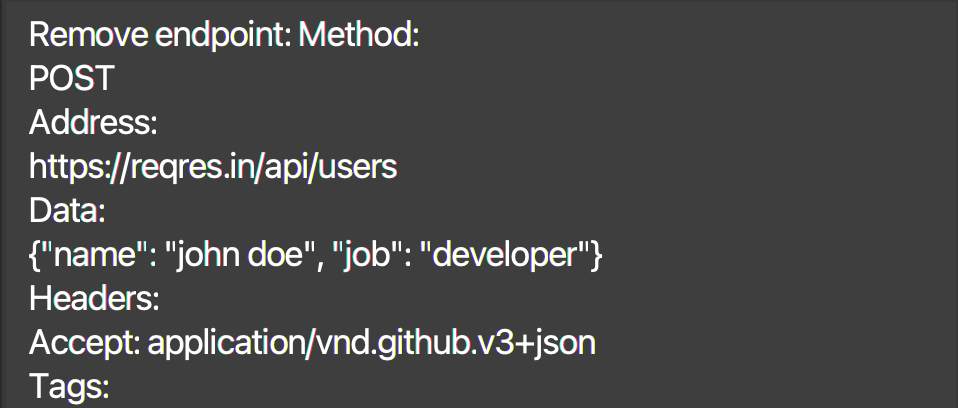 Remove endpoint: Method:
POST
Address:
https://reqres.in/api/users
Data:
{"name": "john doe", "job": "developer"}
Headers:
Accept: application/vnd.github.v3+json
Tags: